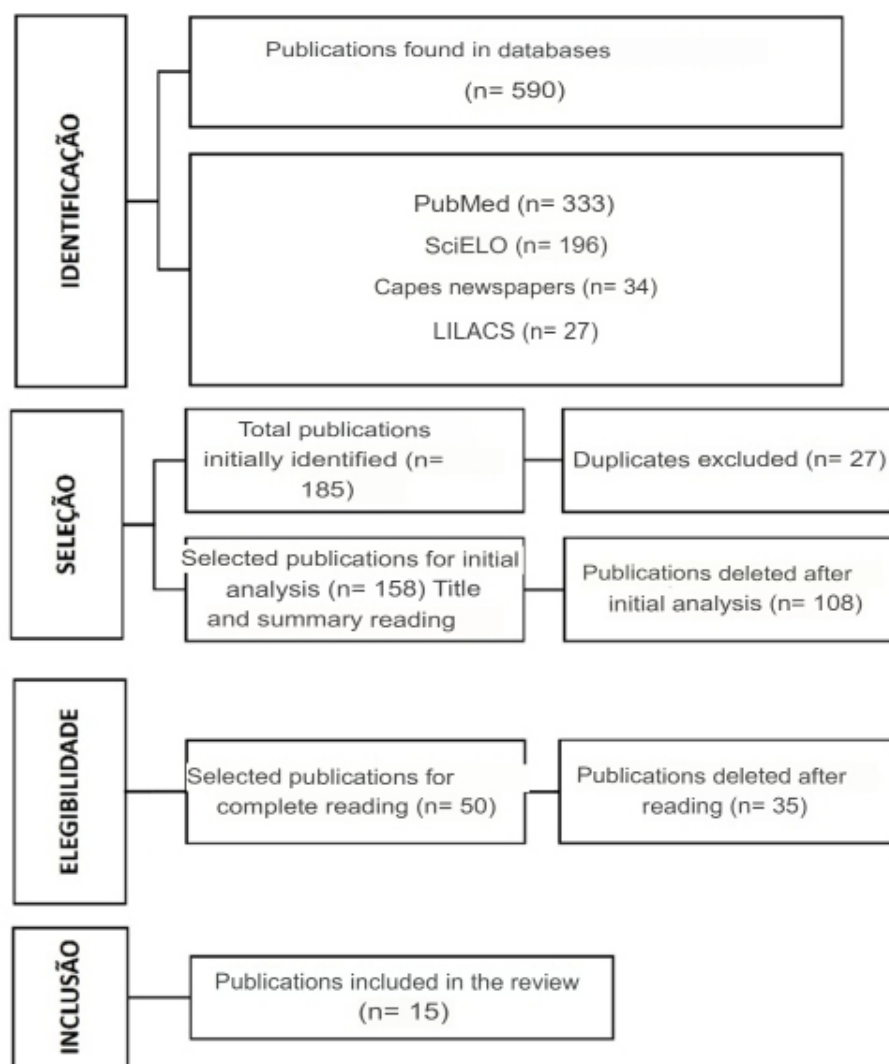 IDENTIFICAÇÃO
Publications found in databases
(n= 590)
PubMed (n= 333)
SciELO (n= 196)
Capes newspapers (n= 34)
LILACS (n= 27)
SELEÇÃO
Total publications
initially identified (n=
185)
Duplicates excluded (n= 27)
Selected publications for initial
analysis (n= 158) Title
and summary reading
Publications deleted after
initial analysis (n= 108)
ELEGIBILIDADE
Selected publications for
complete reading (n= 50)
Publications deleted after
reading (n= 35)
INCLUSÃO
Publications included in the review
(n= 15)